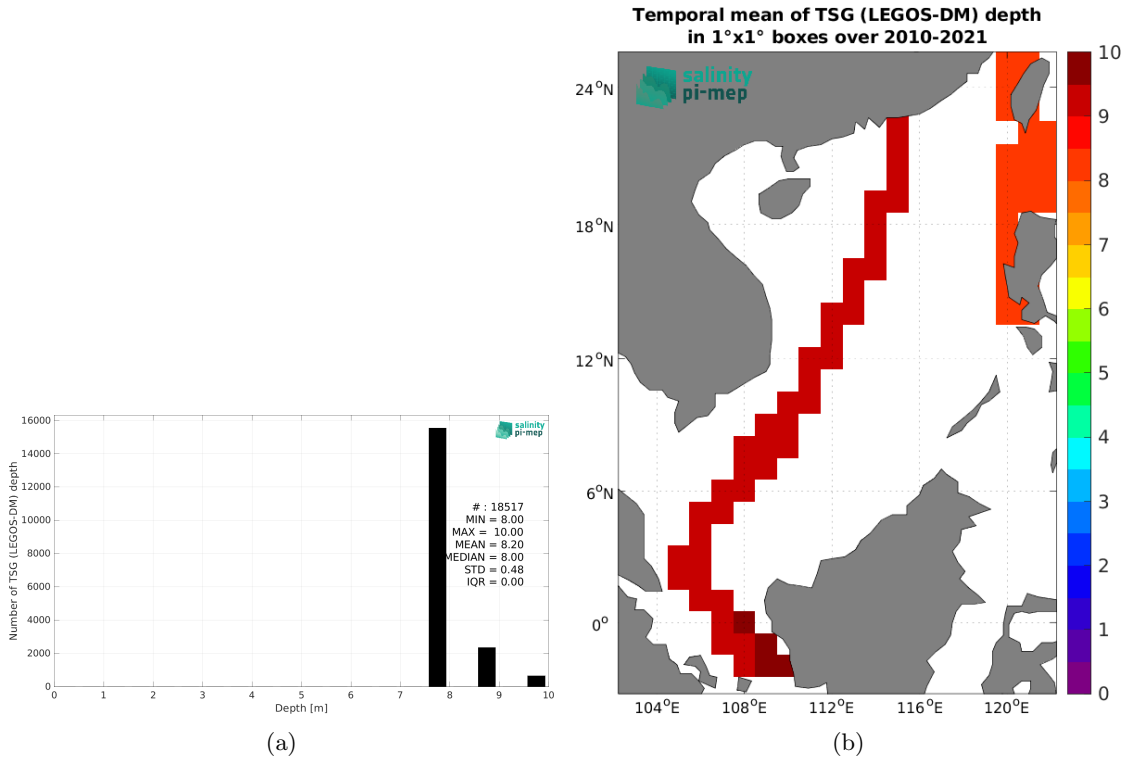 Temporal mean of TSG (LEGOS-DM) depth
in 1°x1° boxes over 2010-2021
salinity
pi-mep
24°N
18°N
12°N
6°N
0°
104°E
108°E
112°E
116°E
120°E
10
9
8
7
6
5
4
3
2
1
0
Number of TSG (LEGOS-DM) depth
16000
14000
12000
10000
8000
6000
4000
2000
0
salinity
pi-mep
# : 18517
MIN = 8.00
MAX = 10.00
MEAN = 8.20
MEDIAN = 8.00
STD = 0.48
IQR = 0.00
0 1 2 3 4 5 6 7 8 9 10
Depth [m]
(a)
(b)